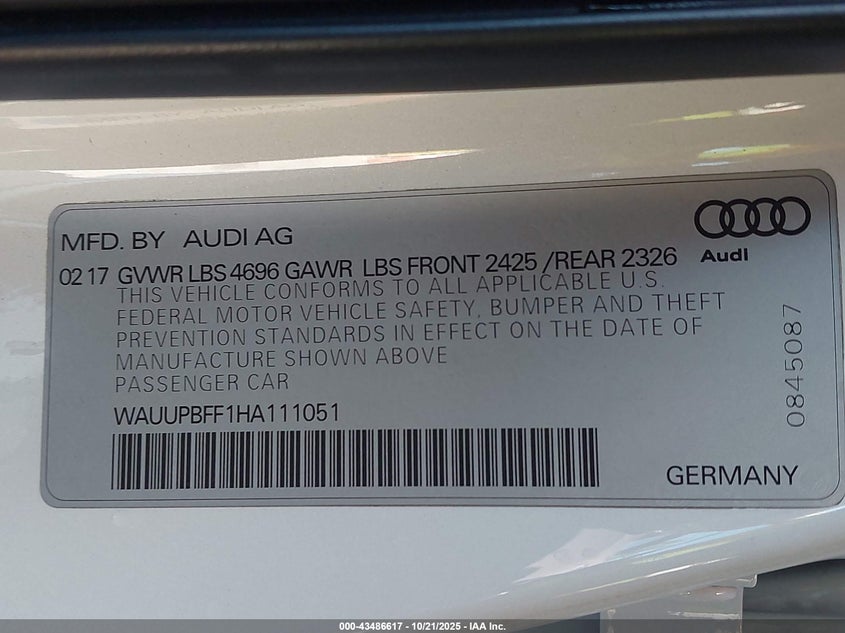 MFD. BY AUDI AG
Audi
02 17 GVWR LBS 4696 GAWR LBS FRONT 2425 /REAR 2326
THIS VEHICLE CONFORMS TO ALL APPLICABLE U.S.
FEDERAL MOTOR VEHICLE SAFETY, BUMPER AND THEFT
PREVENTION STANDARDS IN EFFECT ON THE DATE OF
MANUFACTURE SHOWN ABOVE
PASSENGER CAR
WAUUPBFF1HA111051
0845087
GERMANY
000-43486617 - 10/21/2025 - IAA Inc.